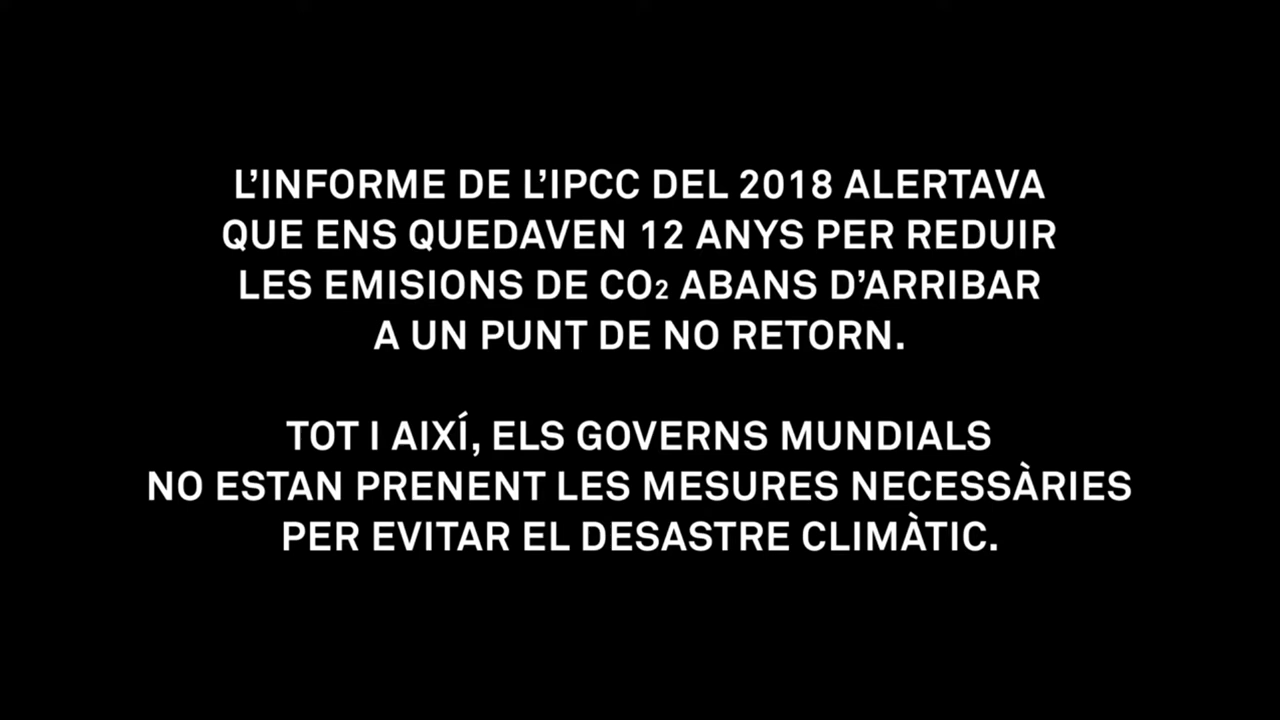 L’INFORME DE L’IPCC DEL 2018 ALERTAVA
QUE ENS QUEDAVEN 12 ANYS PER REDUIR
LES EMISIONS DE CO₂ ABANS D’ARRIBAR
A UN PUNT DE NO RETORN.
TOT I AIXÍ, ELS GOVERNS MUNDIALS
NO ESTAN PRENENT LES MESURES NECESSÀRIES
PER EVITAR EL DESASTRE CLIMÀTIC.